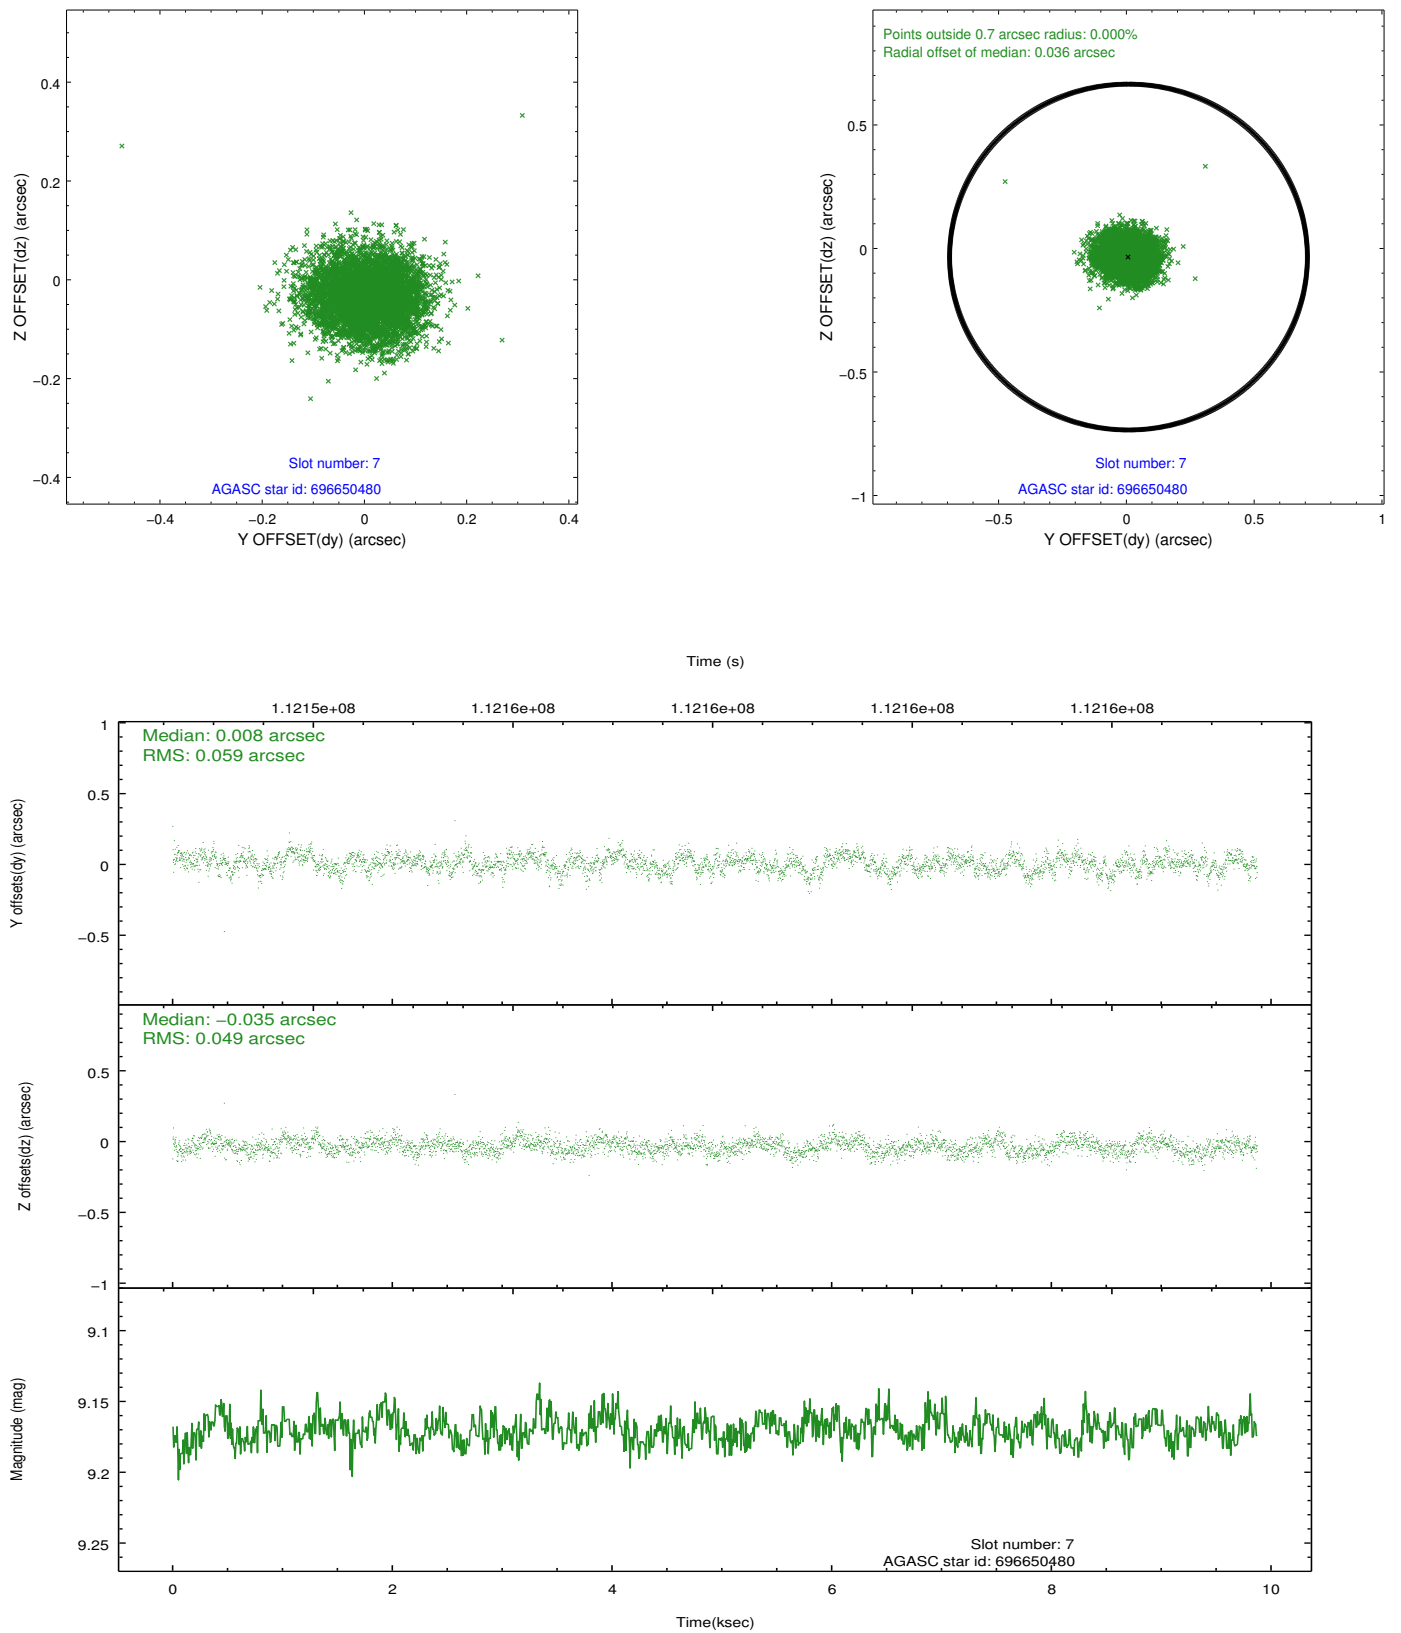 0.4
0.2
0
−0.2
−0.4
Z OFFSET(dz) (arcsec)
Slot number: 7
AGASC star id: 696650480
−0.4
−0.2
0
0.2
0.4
Y OFFSET(dy) (arcsec)
Points outside 0.7 arcsec radius: 0.000%
Radial offset of median: 0.036 arcsec
0.5
0
−0.5
−1
Z OFFSET(dz) (arcsec)
Slot number: 7
AGASC star id: 696650480
−0.5
0
0.5
1
Y OFFSET(dy) (arcsec)
Time (s)
1.1215e+08
1.1216e+08
1.1216e+08
1.1216e+08
1.1216e+08
Median: 0.008 arcsec
RMS: 0.059 arcsec
1
0.5
0
−0.5
Y offsets(dy) (arcsec)
Median: −0.035 arcsec
RMS: 0.049 arcsec
0.5
0
−0.5
−1
Z offsets(dz) (arcsec)
9.1
9.15
9.2
9.25
Magnitude (mag)
Slot number: 7
AGASC star id: 696650480
0
2
4
6
8
10
Time(ksec)